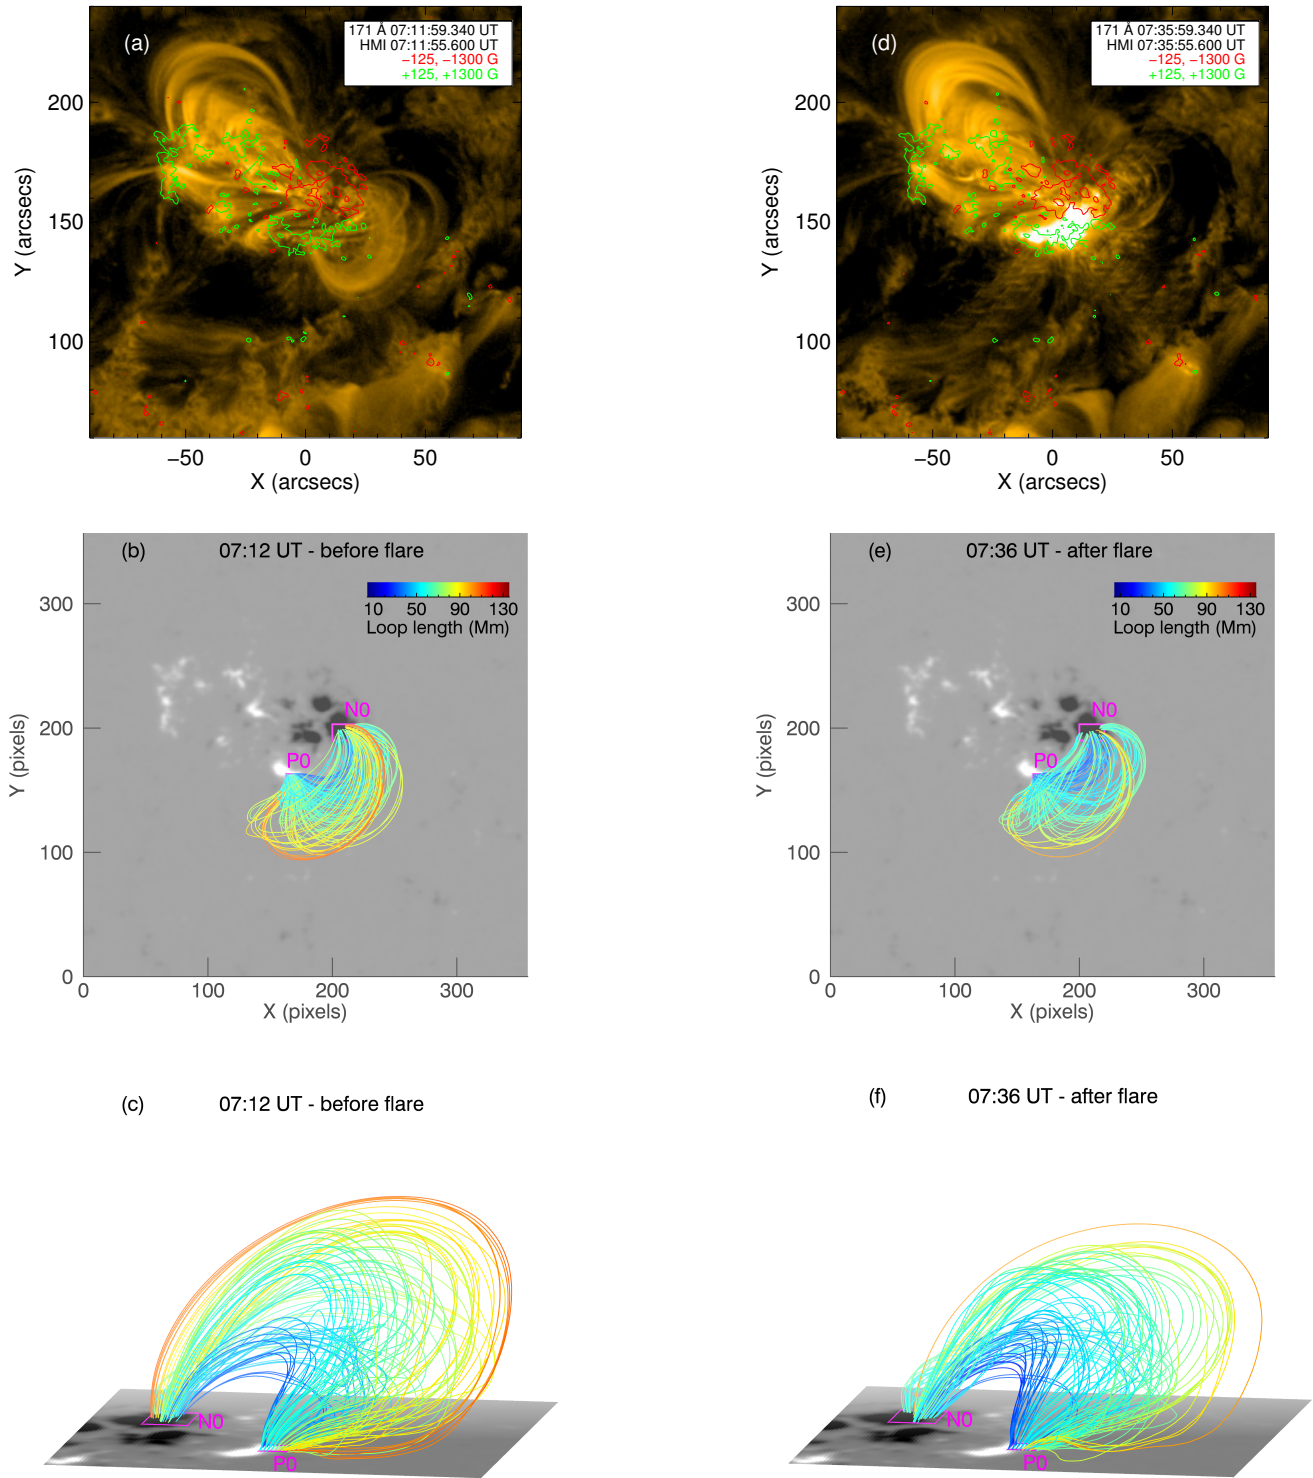 (a)
171 Å 07:11:59.340 UT
HMI 07:11:55.600 UT
−125, −1300 G
+125, +1300 G
200
150
100
Y (arcsecs)
−50 0 50
X (arcsecs)
(d)
171 Å 07:35:59.340 UT
HMI 07:35:55.600 UT
−125, −1300 G
+125, +1300 G
200
150
100
Y (arcsecs)
−50 0 50
X (arcsecs)
(b) 07:12 UT - before flare
10 50 90 130
Loop length (Mm)
N0
P0
300
200
100
0
Y (pixels)
0 100 200 300
X (pixels)
(e) 07:36 UT - after flare
10 50 90 130
Loop length (Mm)
N0
P0
300
200
100
0
Y (pixels)
0 100 200 300
X (pixels)
(c) 07:12 UT - before flare
N0
P0
(f) 07:36 UT - after flare
N0
P0